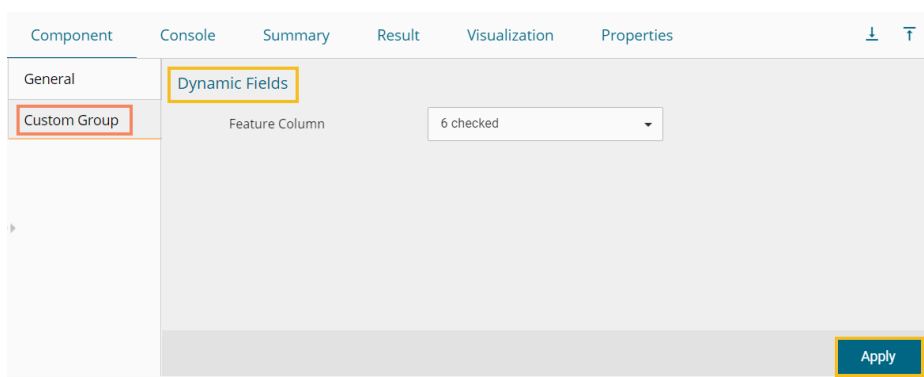 Component Console Summary Result Visualization Properties
General
Dynamic Fields
Custom Group
Feature Column 6 checked
Apply